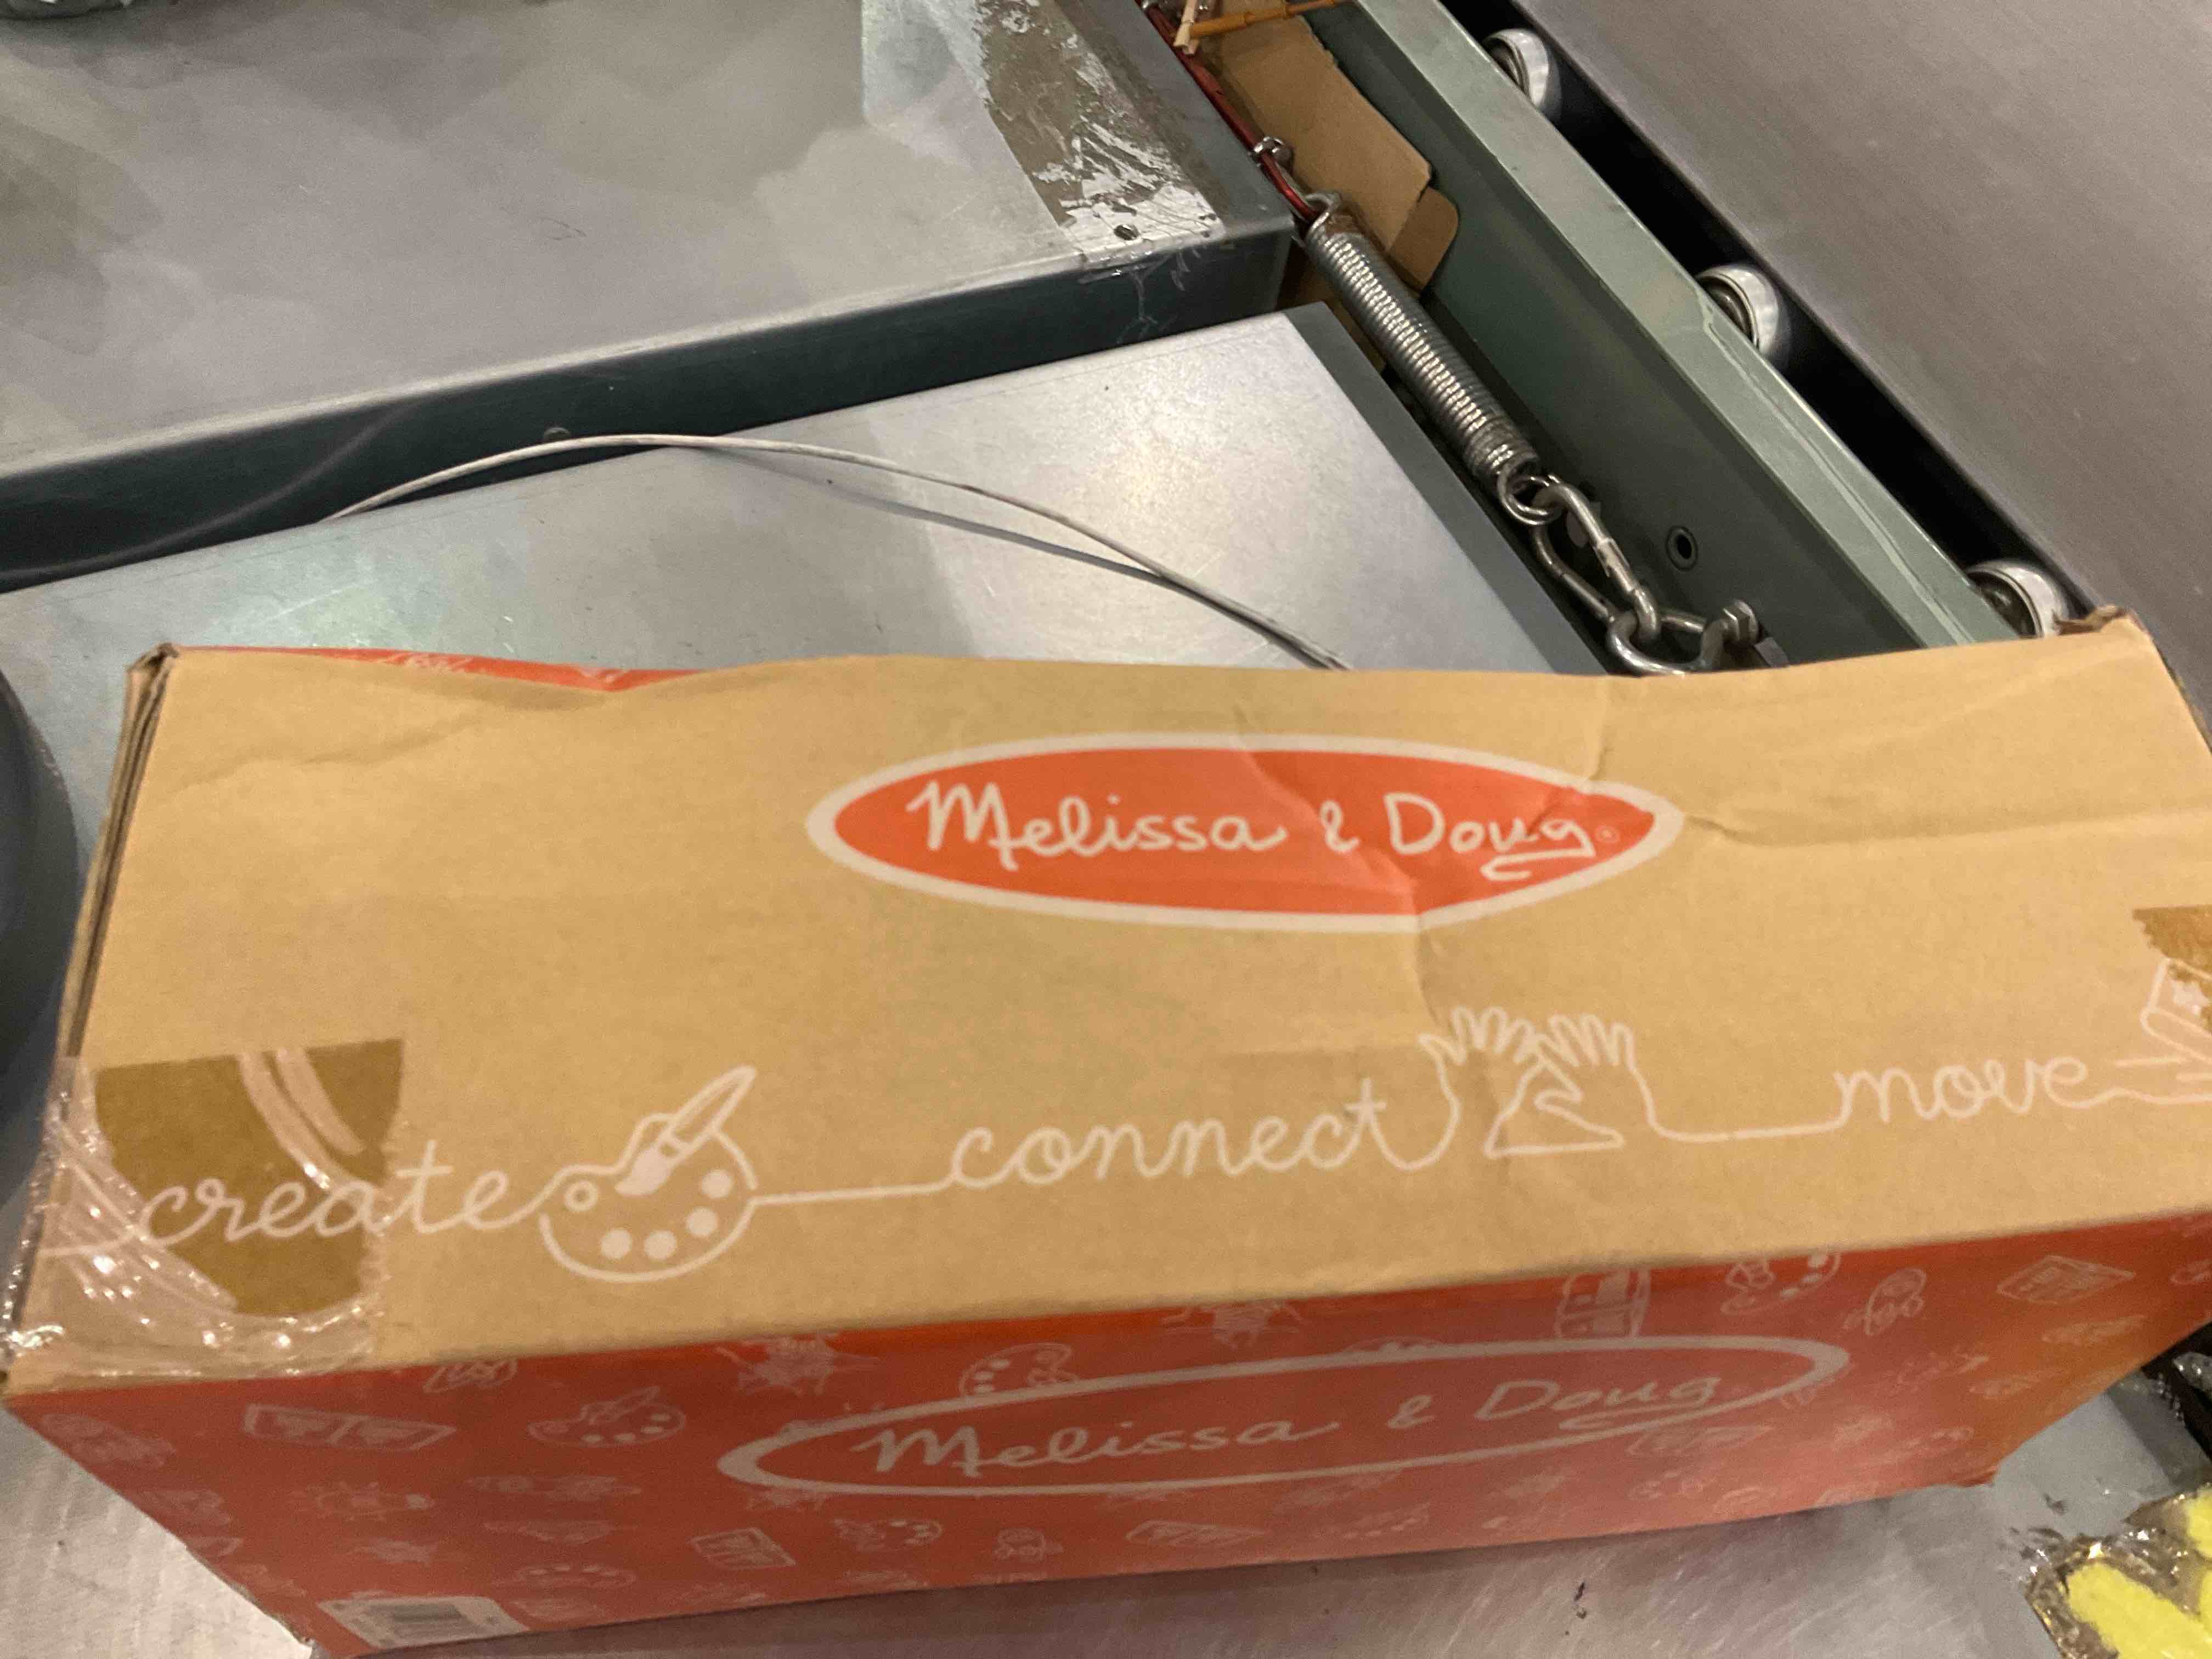 Melissa & Doug®
create connect move
Melissa & Doug